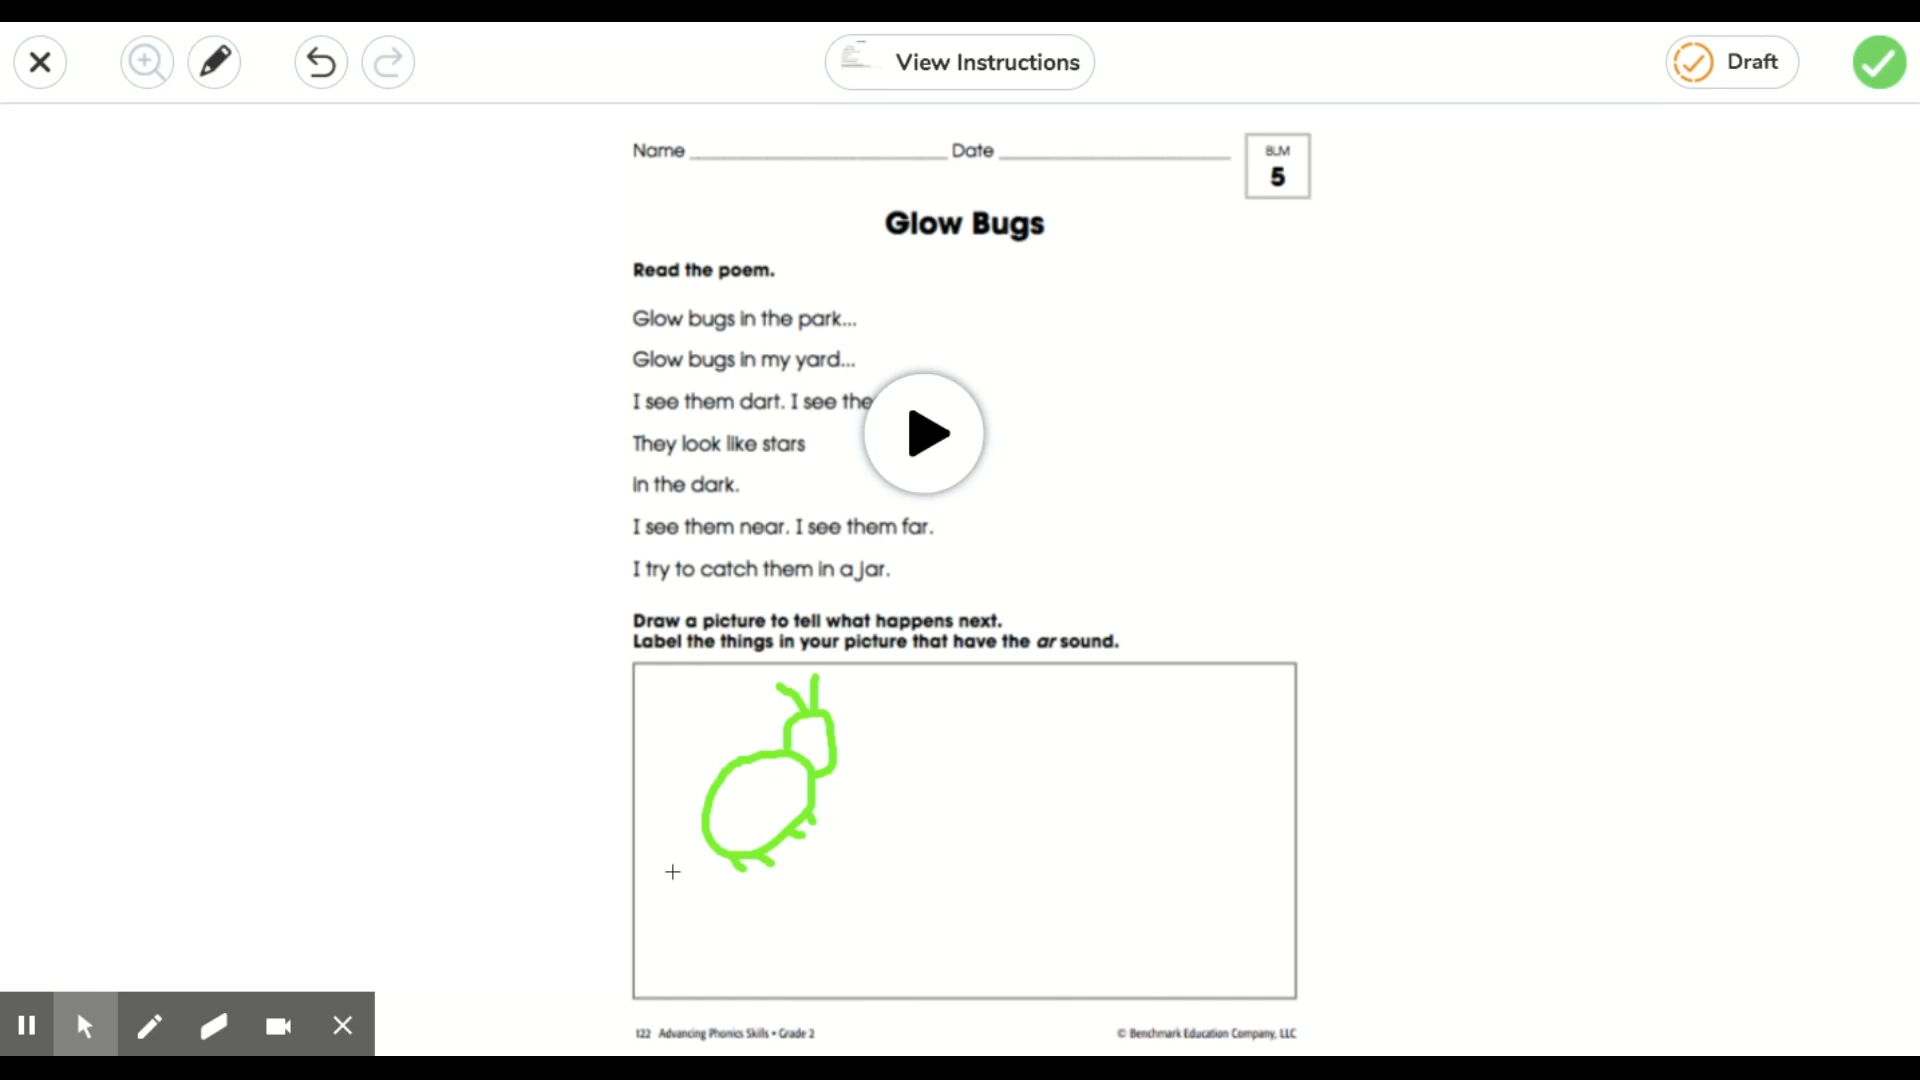 View Instructions
Draft
Name Date
BLM
5
Glow Bugs
Read the poem.
Glow bugs in the park...
Glow bugs in my yard...
I see them dart. I see
They look like stars
In the dark.
I see them near. I see them far.
I try to catch them in a jar.
Draw a picture to tell what happens next.
Label the things in your picture that have the ar sound.
122 Advancing Phonics Skills • Grade 2
© Benchmark Education Company, LLC